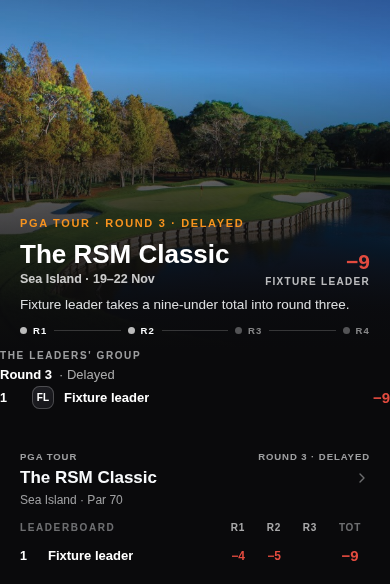 PGA TOUR · ROUND 3 · DELAYED
The RSM Classic
−9
Sea Island · 19–22 Nov
FIXTURE LEADER
Fixture leader takes a nine-under total into round three.
R1 R2 R3 R4
THE LEADERS' GROUP
Round 3 · Delayed
1 FL Fixture leader −9
PGA TOUR ROUND 3 · DELAYED
The RSM Classic
Sea Island · Par 70
LEADERBOARD R1 R2 R3 TOT
1 Fixture leader −4 −5 −9